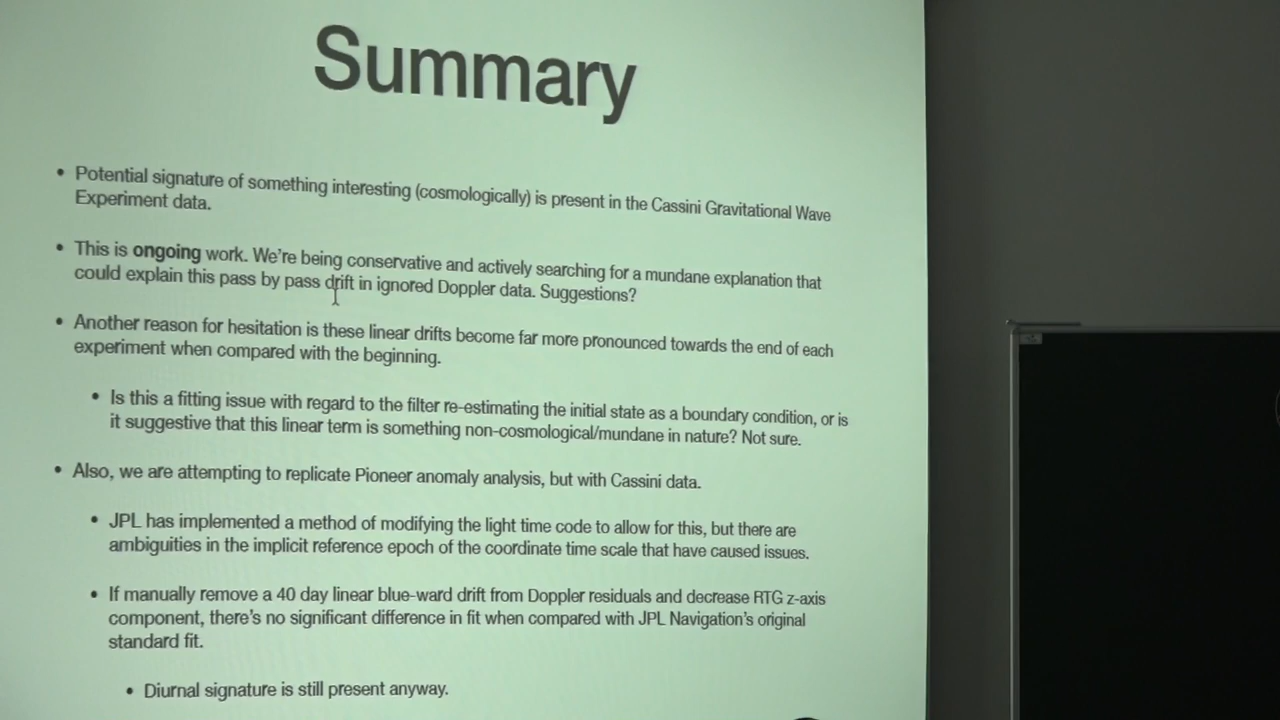 Summary
• Potential signature of something interesting (cosmologically) is present in the Cassini Gravitational Wave
Experiment data.
• This is ongoing work. We're being conservative and actively searching for a mundane explanation that
could explain this pass by pass drift in ignored Doppler data. Suggestions?
• Another reason for hesitation is these linear drifts become far more pronounced towards the end of each
experiment when compared with the beginning.
• Is this a fitting issue with regard to the filter re-estimating the initial state as a boundary condition, or is
it suggestive that this linear term is something non-cosmological/mundane in nature? Not sure.
• Also, we are attempting to replicate Pioneer anomaly analysis, but with Cassini data.
• JPL has implemented a method of modifying the light time code to allow for this, but there are
ambiguities in the implicit reference epoch of the coordinate time scale that have caused issues.
• If manually remove a 40 day linear blue-ward drift from Doppler residuals and decrease RTG z-axis
component, there's no significant difference in fit when compared with JPL Navigation's original
standard fit.
• Diurnal signature is still present anyway.